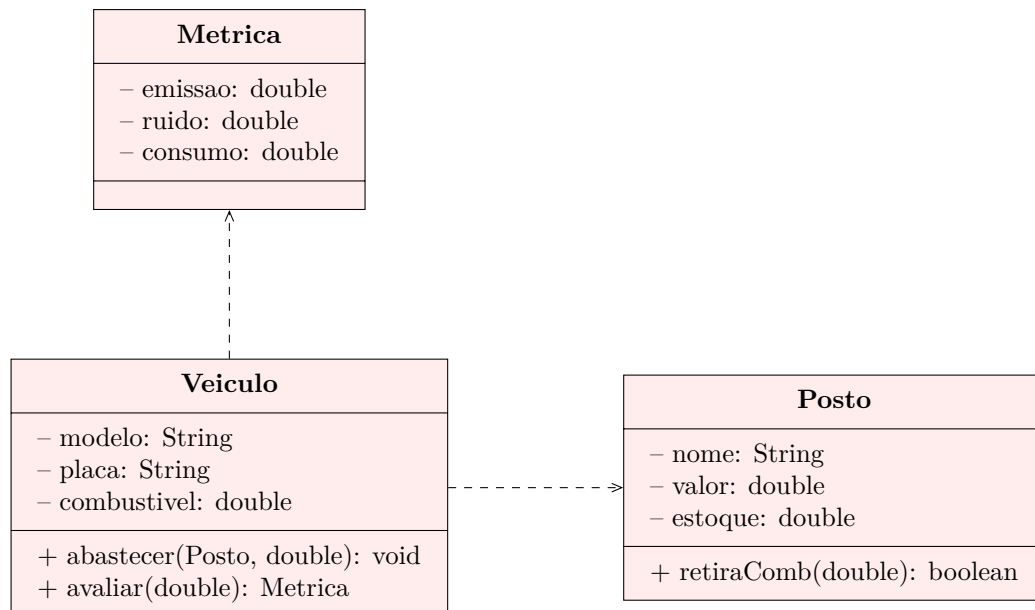 Metrica
– emissao: double
– ruido: double
– consumo: double
Veiculo
– modelo: String
– placa: String
– combustivel: double
+ abastecer(Posto, double): void
+ avaliar(double): Metrica
Posto
– nome: String
– valor: double
– estoque: double
+ retiraComb(double): boolean